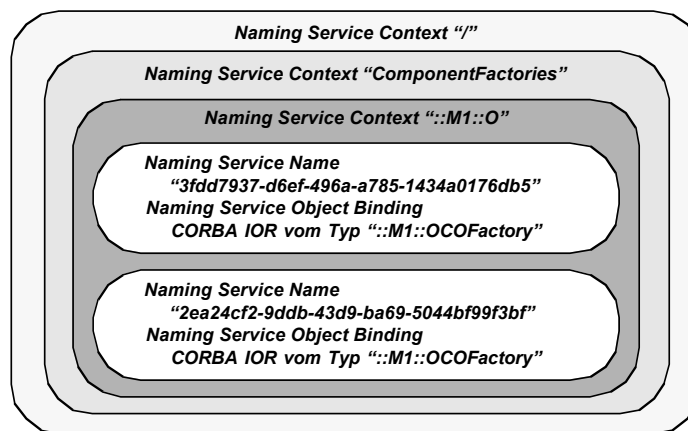 Naming Service Context “/”
Naming Service Context “ComponentFactories”
Naming Service Context “::M1::O”
Naming Service Name
“3fdd7937-d6ef-496a-a785-1434a0176db5”
Naming Service Object Binding
CORBA IOR vom Typ “::M1::OCOFactory”
Naming Service Name
“2ea24cf2-9ddb-43d9-ba69-5044bf99f3bf”
Naming Service Object Binding
CORBA IOR vom Typ “::M1::OCOFactory”